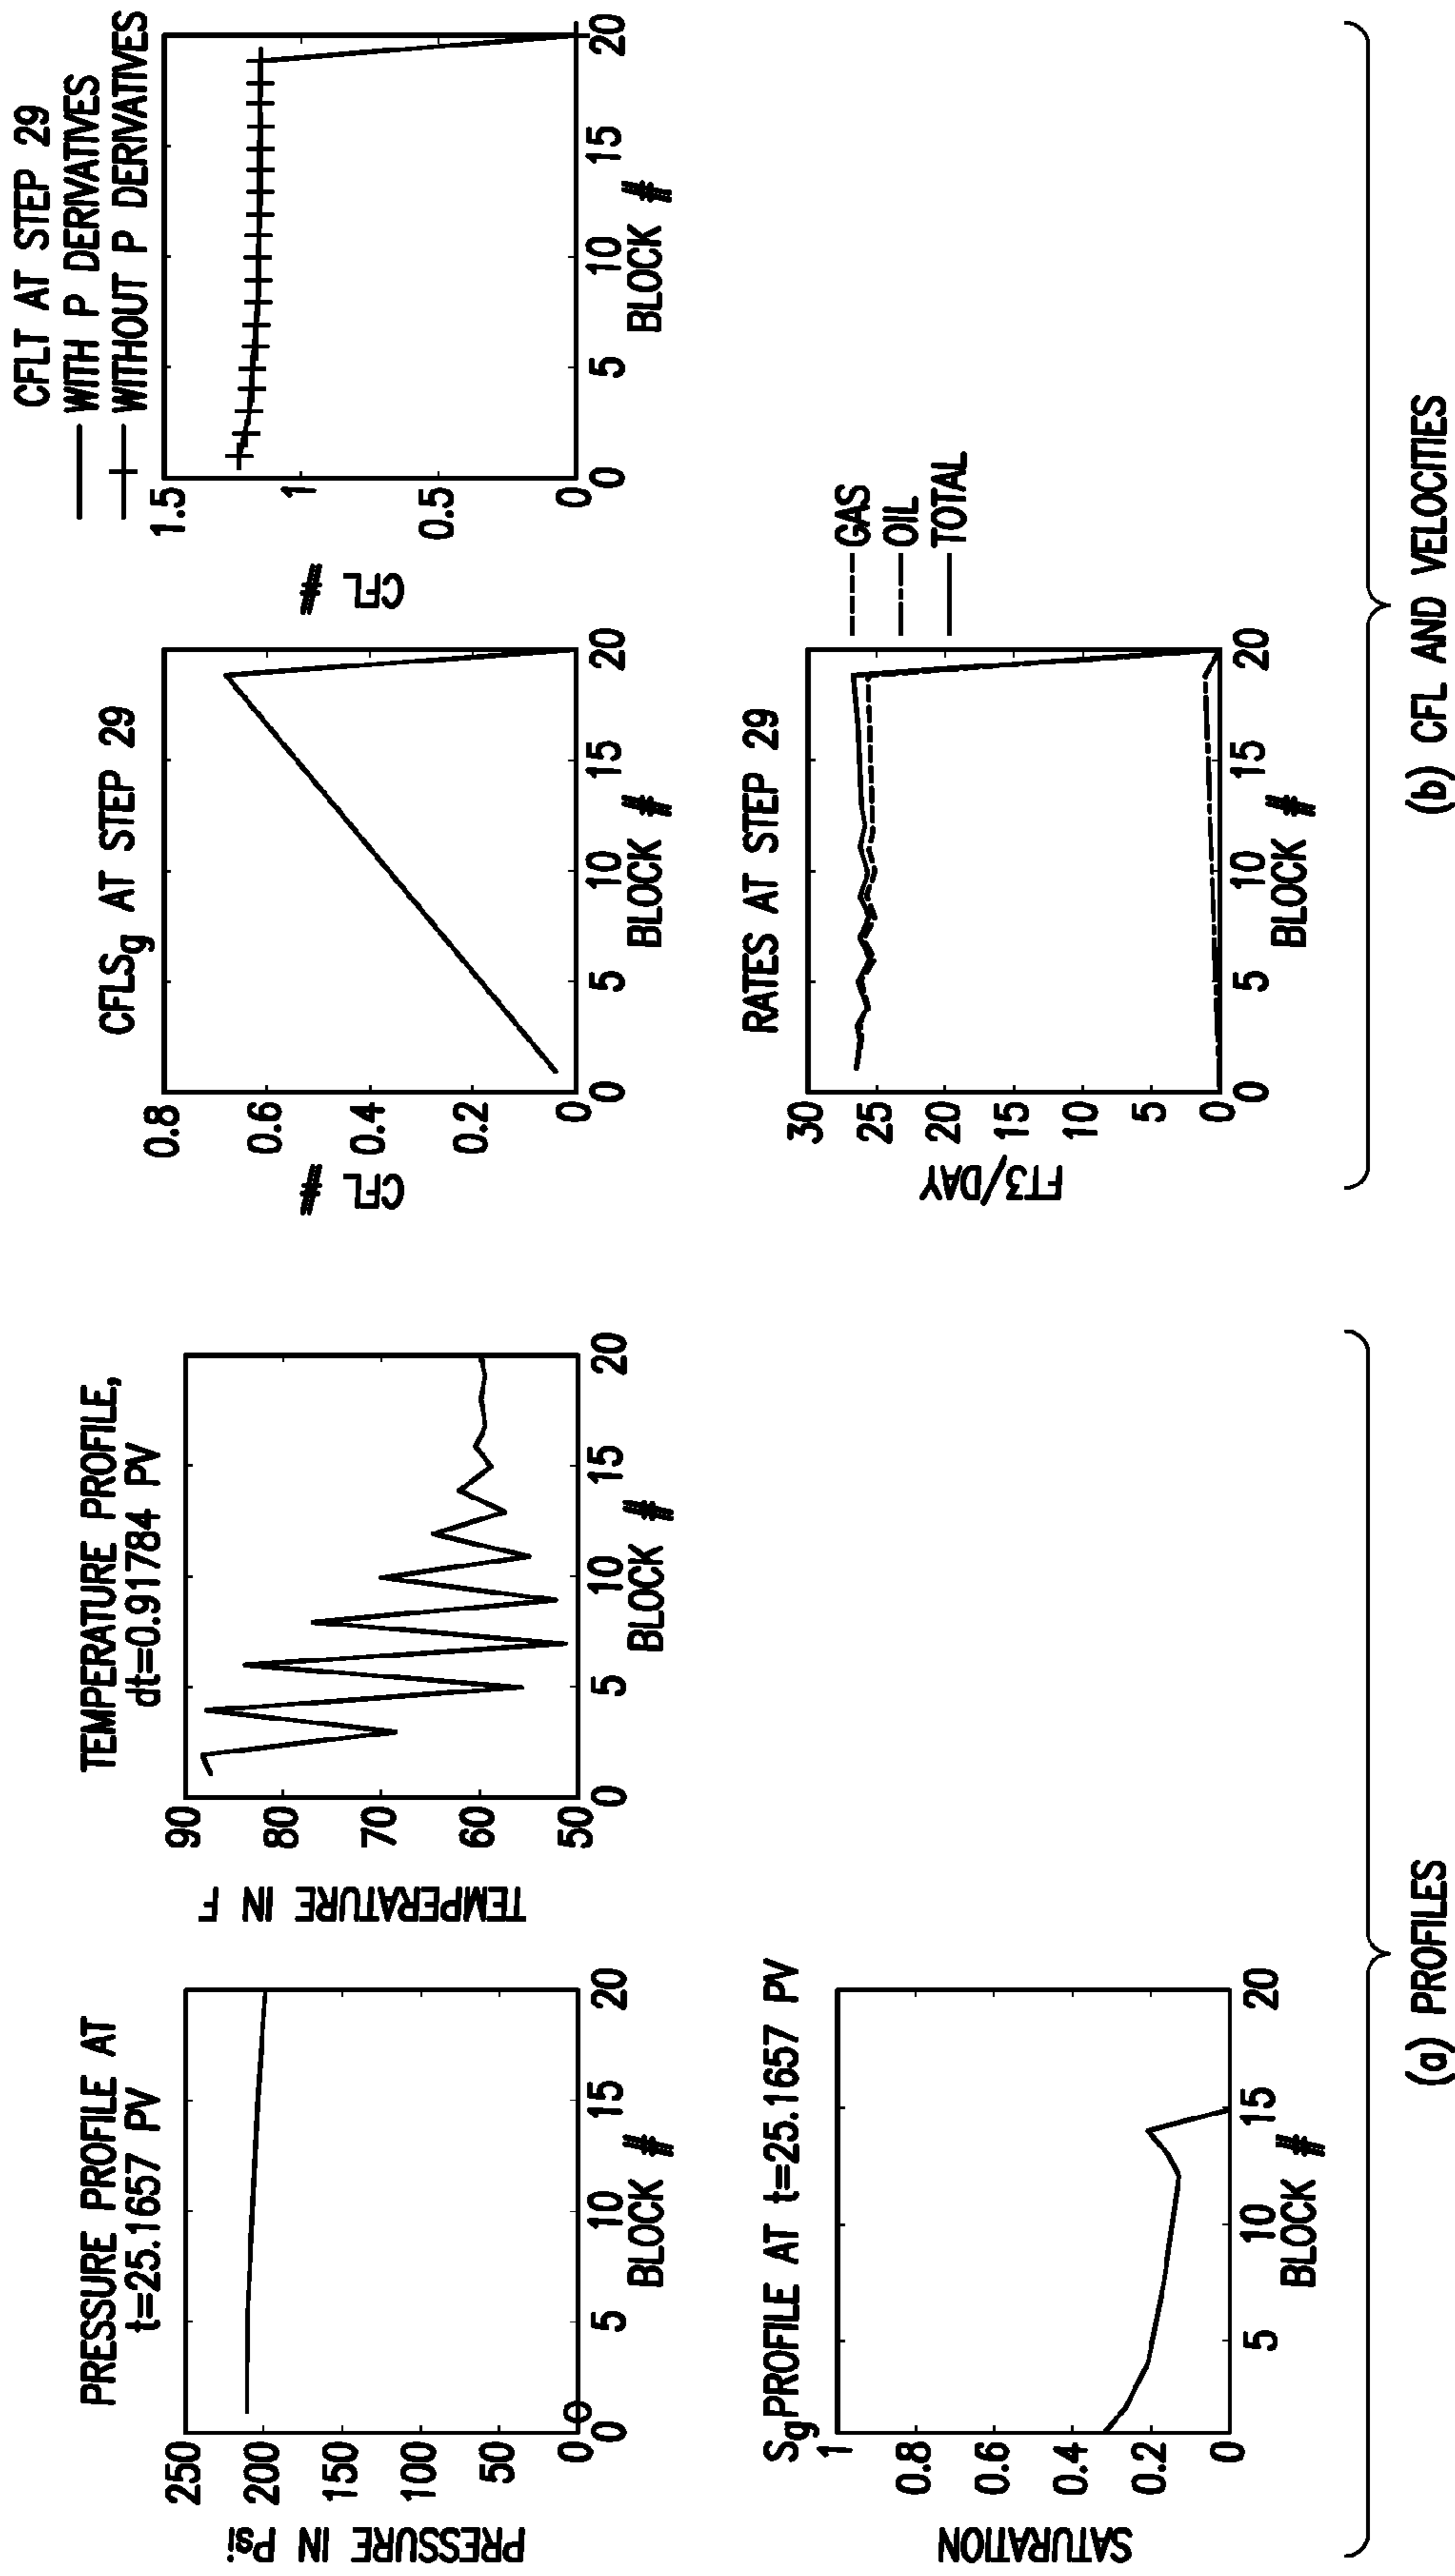 PRESSURE PROFILE AT
t=25.1657 PV
250
200
150
100
50
0
PRESSURE IN Psi
0
5
10
15
20
BLOCK #
TEMPERATURE PROFILE,
dt=0.91784 PV
90
80
70
60
50
TEMPERATURE IN F
0
5
10
15
20
BLOCK #
SgPROFILE AT t=25.1657 PV
1
0.8
0.6
0.4
0.2
0
SATURATION
5
10
15
20
BLOCK #
(a) PROFILES
CFLSg AT STEP 29
0.8
0.6
0.4
0.2
0
CFL #
0
5
10
15
20
BLOCK #
CFLT AT STEP 29
WITH P DERIVATIVES
WITHOUT P DERIVATIVES
1.5
1
0.5
0
CFL #
0
5
10
15
20
BLOCK #
RATES AT STEP 29
30
25
20
15
10
5
0
FT3/DAY
0
5
10
15
20
BLOCK #
GAS
OIL
TOTAL
(b) CFL AND VELOCITIES